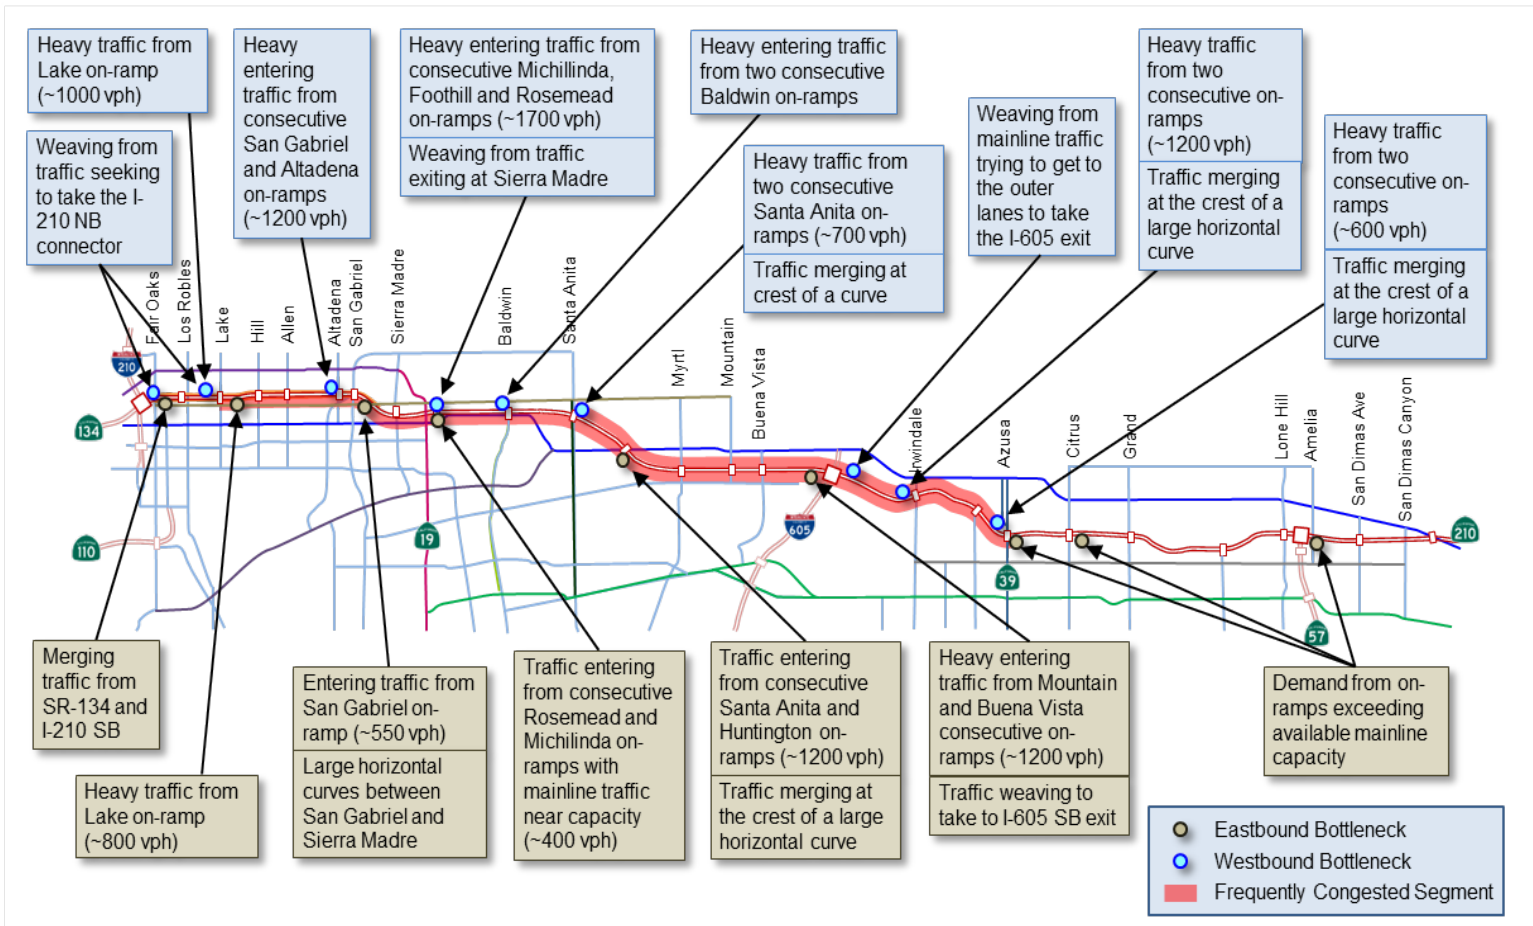 Heavy traffic from
Lake on-ramp
(~1000 vph)
Weaving from
traffic seeking
to take the I-
210 NB
connector
Heavy
entering
traffic from
consecutive
San Gabriel
and Altadena
on-ramps
(~1200 vph)
Heavy entering traffic from
consecutive Michillinda,
Foothill and Rosemead
on-ramps (~1700 vph)
Weaving from traffic
exiting at Sierra Madre
Heavy entering traffic
from two consecutive
Baldwin on-ramps
Heavy traffic from
two consecutive
Santa Anita on-
ramps (~700 vph)
Traffic merging at
crest of a curve
Weaving from
mainline traffic
trying to get to
the outer
lanes to take
the I-605 exit
Heavy traffic
from two
consecutive on-
ramps
(~1200 vph)
Traffic merging
at the crest of a
large horizontal
curve
Heavy traffic
from two
consecutive on-
ramps
(~600 vph)
Traffic merging
at the crest of a
large horizontal
curve
Fair Oaks
Los Robles
Lake
Hill
Allen
Altadena
San Gabriel
Sierra Madre
Baldwin
Santa Anita
Myrtl
Mountain
Buena Vista
Irwindale
Azusa
Citrus
Grand
Lone Hill
Amelia
San Dimas Ave
San Dimas Canyon
210
134
110
19
605
39
57
210
Merging
traffic from
SR-134 and
I-210 SB
Heavy traffic from
Lake on-ramp
(~800 vph)
Entering traffic from
San Gabriel on-
ramp (~550 vph)
Large horizontal
curves between
San Gabriel and
Sierra Madre
Traffic entering
from consecutive
Rosemead and
Michilinda on-
ramps with
mainline traffic
near capacity
(~400 vph)
Traffic entering
from consecutive
Santa Anita and
Huntington on-
ramps (~1200 vph)
Traffic merging at
the crest of a large
horizontal curve
Heavy entering
traffic from Mountain
and Buena Vista
consecutive on-
ramps (~1200 vph)
Traffic weaving to
take to I-605 SB exit
Demand from on-
ramps exceeding
available mainline
capacity
Eastbound Bottleneck
Westbound Bottleneck
Frequently Congested Segment